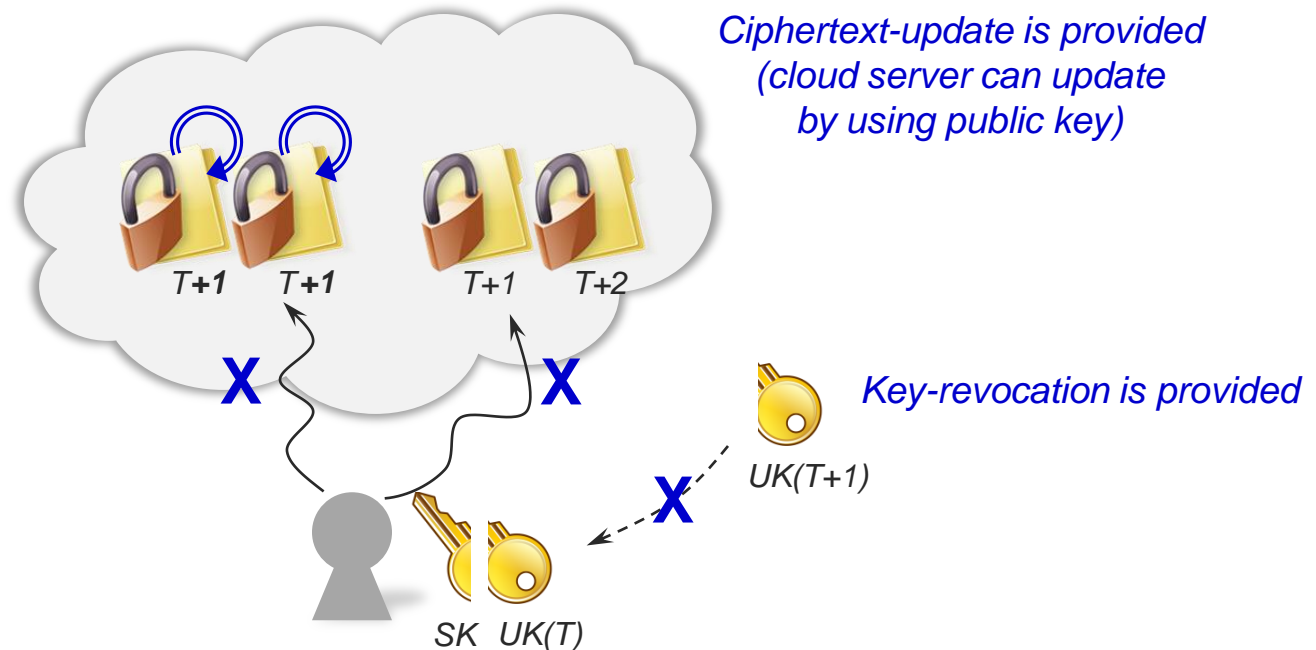 Ciphertext-update is provided
(cloud server can update
by using public key)
T+1 T+1 T+1 T+2
X X
Key-revocation is provided
UK(T+1)
X
SK UK(T)